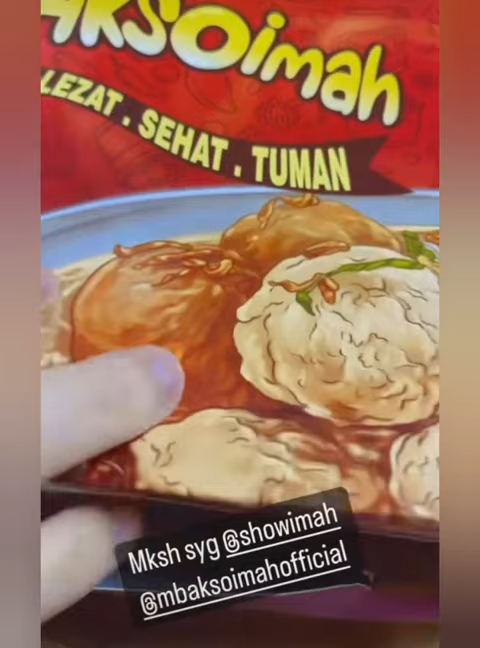 AKSOimah
LEZAT . SEHAT . TUMAN
Mksh syg @showimah
@mbaksoimahofficial